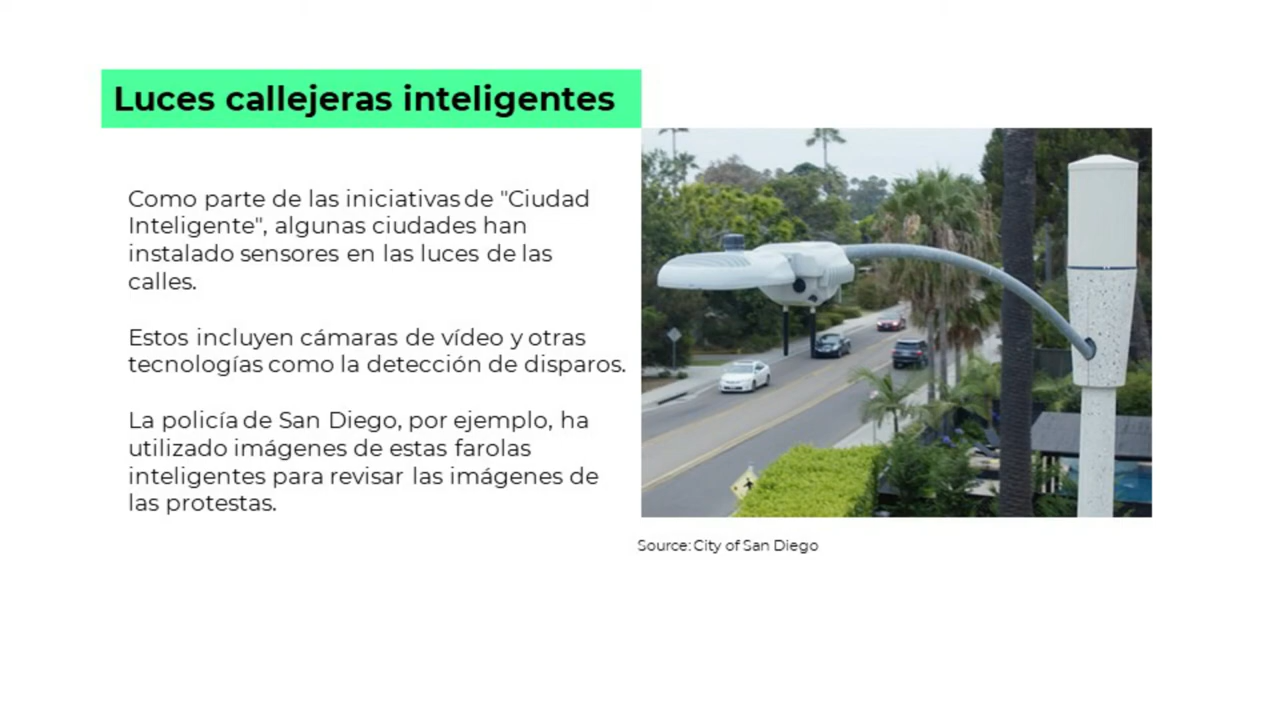 Luces callejeras inteligentes
Como parte de las iniciativas de "Ciudad
Inteligente", algunas ciudades han
instalado sensores en las luces de las
calles.
Estos incluyen cámaras de vídeo y otras
tecnologías como la detección de disparos.
La policía de San Diego, por ejemplo, ha
utilizado imágenes de estas farolas
inteligentes para revisar las imágenes de
las protestas.
Source: City of San Diego